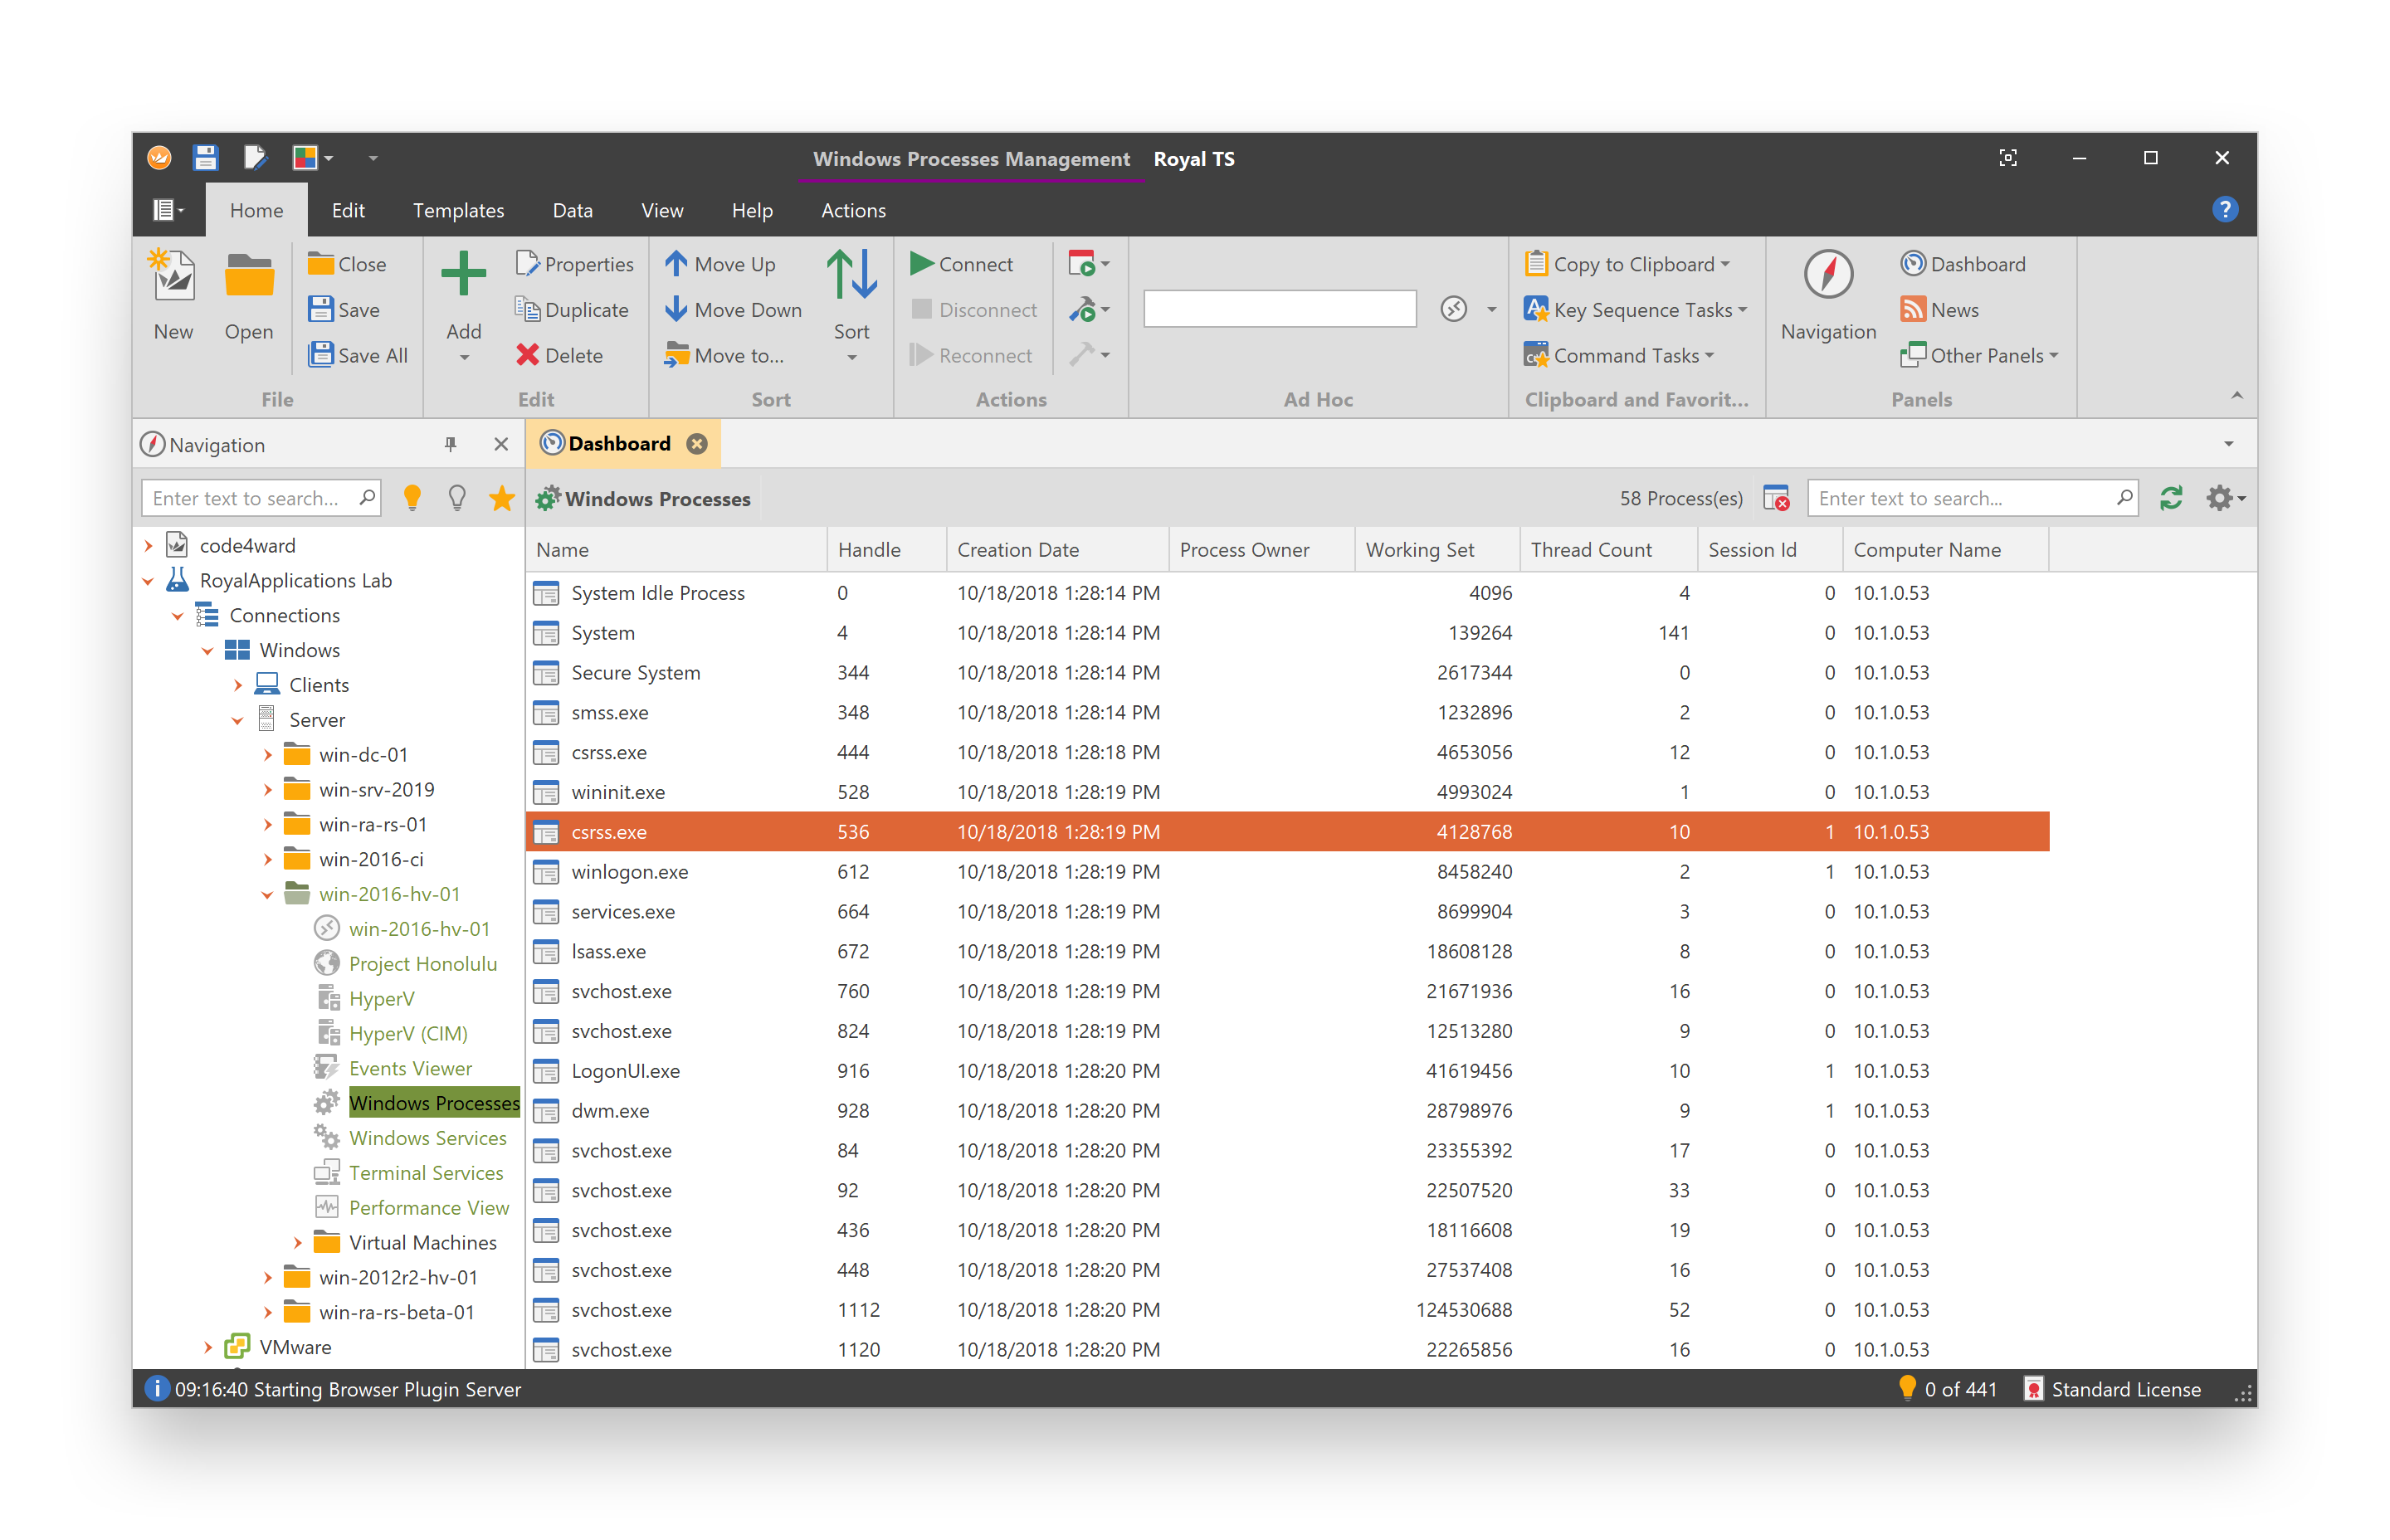 Windows Processes Management Royal TS
Home Edit Templates Data View Help Actions
New
Open
Close
Save
Save All
File
Add
Properties
Duplicate
Delete
Edit
Move Up
Move Down
Move to...
Sort
Sort
Connect
Disconnect
Reconnect
Actions
Ad Hoc
Copy to Clipboard
Key Sequence Tasks
Command Tasks
Clipboard and Favorit...
Navigation
Dashboard
News
Other Panels
Panels
Navigation
Enter text to search...
code4ward
RoyalApplications Lab
Connections
Windows
Clients
Server
win-dc-01
win-srv-2019
win-ra-rs-01
win-2016-ci
win-2016-hv-01
win-2016-hv-01
Project Honolulu
HyperV
HyperV (CIM)
Events Viewer
Windows Processes
Windows Services
Terminal Services
Performance View
Virtual Machines
win-2012r2-hv-01
win-ra-rs-beta-01
VMware
Dashboard
Windows Processes 58 Process(es) Enter text to search...
Name Handle Creation Date Process Owner Working Set Thread Count Session Id Computer Name
System Idle Process 0 10/18/2018 1:28:14 PM 4096 4 0 10.1.0.53
System 4 10/18/2018 1:28:14 PM 139264 141 0 10.1.0.53
Secure System 344 10/18/2018 1:28:14 PM 2617344 0 0 10.1.0.53
smss.exe 348 10/18/2018 1:28:14 PM 1232896 2 0 10.1.0.53
csrss.exe 444 10/18/2018 1:28:18 PM 4653056 12 0 10.1.0.53
wininit.exe 528 10/18/2018 1:28:19 PM 4993024 1 0 10.1.0.53
csrss.exe 536 10/18/2018 1:28:19 PM 4128768 10 1 10.1.0.53
winlogon.exe 612 10/18/2018 1:28:19 PM 8458240 2 1 10.1.0.53
services.exe 664 10/18/2018 1:28:19 PM 8699904 3 0 10.1.0.53
lsass.exe 672 10/18/2018 1:28:19 PM 18608128 8 0 10.1.0.53
svchost.exe 760 10/18/2018 1:28:19 PM 21671936 16 0 10.1.0.53
svchost.exe 824 10/18/2018 1:28:19 PM 12513280 9 0 10.1.0.53
LogonUI.exe 916 10/18/2018 1:28:20 PM 41619456 10 1 10.1.0.53
dwm.exe 928 10/18/2018 1:28:20 PM 28798976 9 1 10.1.0.53
svchost.exe 84 10/18/2018 1:28:20 PM 23355392 17 0 10.1.0.53
svchost.exe 92 10/18/2018 1:28:20 PM 22507520 33 0 10.1.0.53
svchost.exe 436 10/18/2018 1:28:20 PM 18116608 19 0 10.1.0.53
svchost.exe 448 10/18/2018 1:28:20 PM 27537408 16 0 10.1.0.53
svchost.exe 1112 10/18/2018 1:28:20 PM 124530688 52 0 10.1.0.53
svchost.exe 1120 10/18/2018 1:28:20 PM 22265856 16 0 10.1.0.53
09:16:40 Starting Browser Plugin Server 0 of 441 Standard License